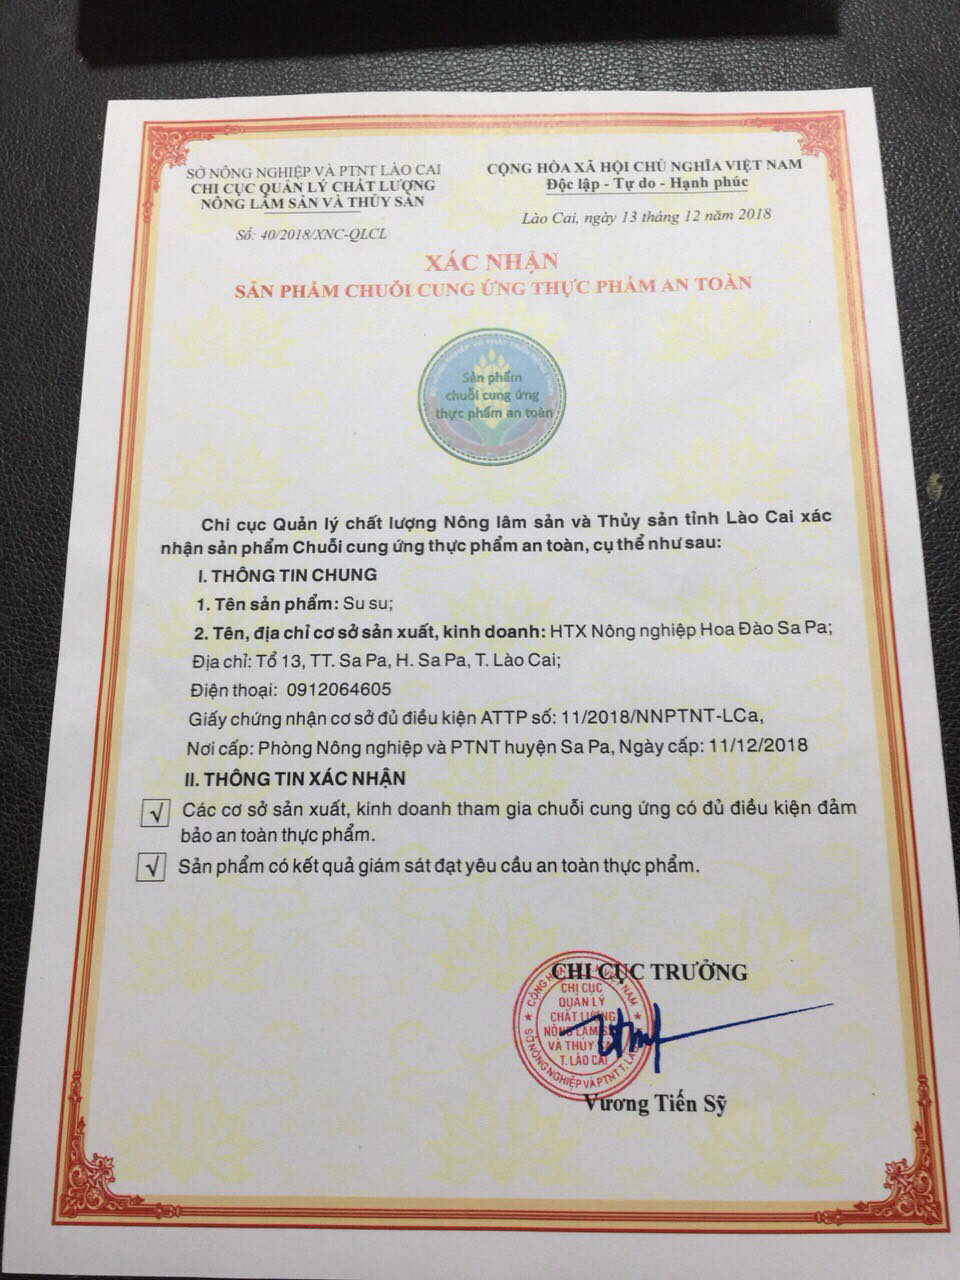 SỞ NÔNG NGHIỆP VÀ PTNT LÀO CAI
CHI CỤC QUẢN LÝ CHẤT LƯỢNG
NÔNG LÂM SẢN VÀ THỦY SẢN
Số: 40/2018/XNC-QLCL
CỘNG HÒA XÃ HỘI CHỦ NGHĨA VIỆT NAM
Độc lập - Tự do - Hạnh phúc
Lào Cai, ngày 13 tháng 12 năm 2018
XÁC NHẬN
SẢN PHẨM CHUỖI CUNG ỨNG THỰC PHẨM AN TOÀN
Sản phẩm
chuỗi cung ứng
thực phẩm an toàn
Chi cục Quản lý chất lượng Nông lâm sản và Thủy sản tỉnh Lào Cai xác
nhận sản phẩm Chuỗi cung ứng thực phẩm an toàn, cụ thể như sau:
I. THÔNG TIN CHUNG
1. Tên sản phẩm: Su su;
2. Tên, địa chỉ cơ sở sản xuất, kinh doanh: HTX Nông nghiệp Hoa Đào Sa Pa;
Địa chỉ: Tổ 13, TT. Sa Pa, H. Sa Pa, T. Lào Cai;
Điện thoại: 0912064605
Giấy chứng nhận cơ sở đủ điều kiện ATTP số: 11/2018/NNPTNT-LCa,
Nơi cấp: Phòng Nông nghiệp và PTNT huyện Sa Pa, Ngày cấp: 11/12/2018
II. THÔNG TIN XÁC NHẬN
√ Các cơ sở sản xuất, kinh doanh tham gia chuỗi cung ứng có đủ điều kiện đảm
bảo an toàn thực phẩm.
√ Sản phẩm có kết quả giám sát đạt yêu cầu an toàn thực phẩm.
CHI CỤC TRƯỞNG
CHI CỤC
QUẢN LÝ
CHẤT LƯỢNG
NÔNG LÂM
VÀ THỦY
T. LÀO CAI
SỞ NÔNG NGHIỆP VÀ PTNT T.
Vương Tiến Sỹ